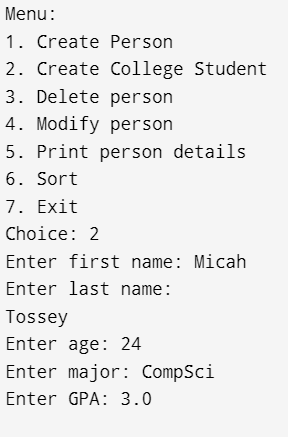 Menu:
1. Create Person
2. Create College Student
3. Delete person
4. Modify person
5. Print person details
6. Sort
7. Exit
Choice: 2
Enter first name: Micah
Enter last name:
Tossey
Enter age: 24
Enter major: CompSci
Enter GPA: 3.0